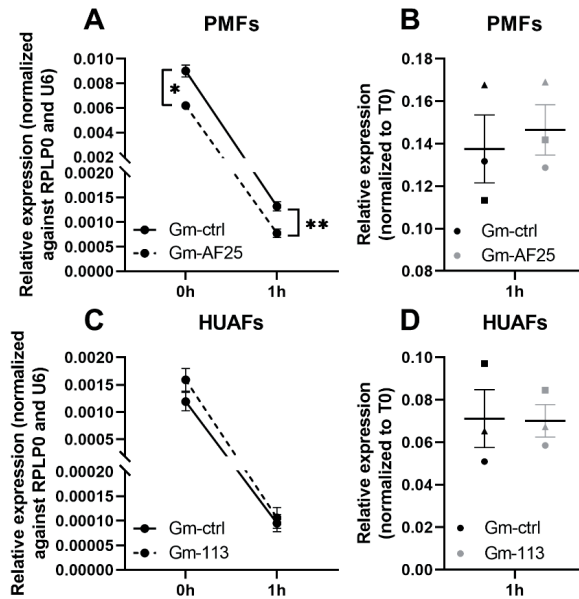 A PMFs
Relative expression (normalized
against RPLP0 and U6)
0.010
0.008
0.006
0.004
0.002
0.0020
0.0015
0.0010
0.0005
0.0000
*
**
Gm-ctrl
Gm-AF25
0h 1h
B PMFs
Relative expression
(normalized to T0)
0.18
0.16
0.14
0.12
0.10
0.08
Gm-ctrl
Gm-AF25
1h
C HUAFs
Relative expression (normalized
against RPLP0 and U6)
0.0020
0.0015
0.0010
0.0005
0.00020
0.00015
0.00010
0.00005
0.00000
Gm-ctrl
Gm-113
0h 1h
D HUAFs
Relative expression
(normalized to T0)
0.10
0.08
0.06
0.04
0.02
0.00
Gm-ctrl
Gm-113
1h